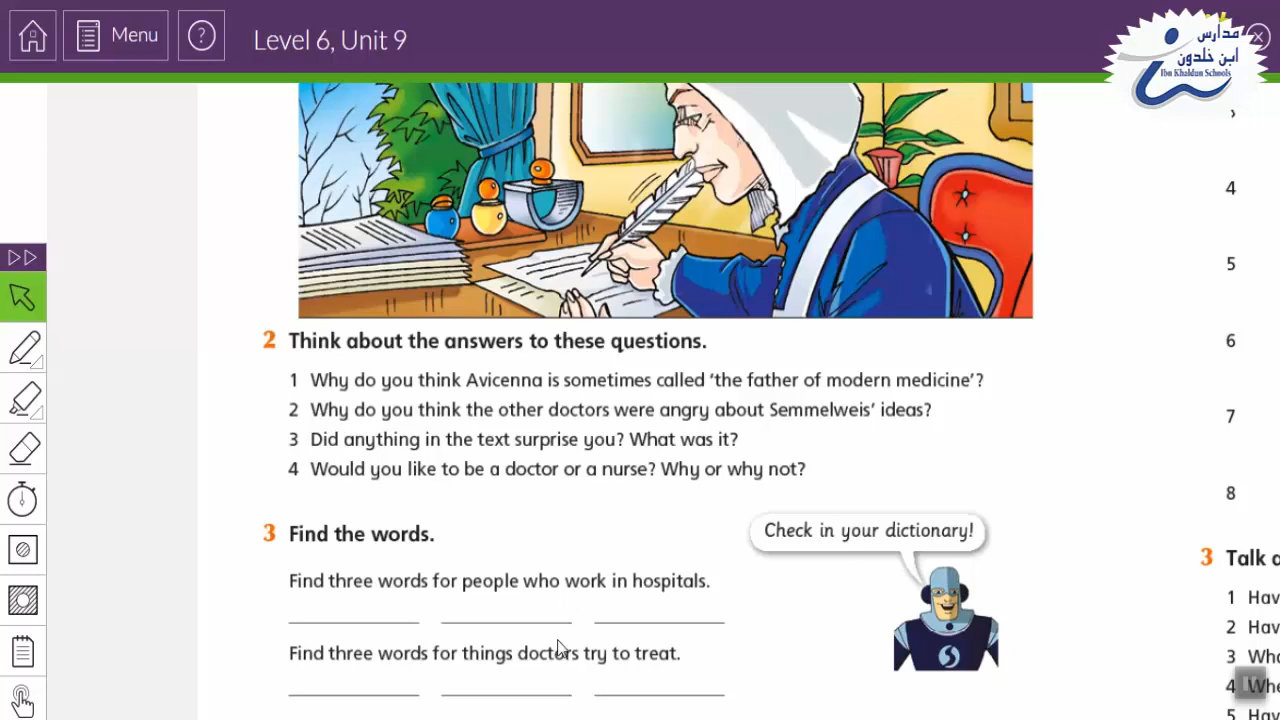 Menu
?
Level 6, Unit 9
مدارس
ابن خلدون
Ibn Khaldun Schools
2 Think about the answers to these questions.
1 Why do you think Avicenna is sometimes called ‘the father of modern medicine’?
2 Why do you think the other doctors were angry about Semmelweis’ ideas?
3 Did anything in the text surprise you? What was it?
4 Would you like to be a doctor or a nurse? Why or why not?
3 Find the words.
Check in your dictionary!
Find three words for people who work in hospitals.
Find three words for things doctors try to treat.
4
5
6
7
8
3 Talk a
1 Hav
2 Hav
3 Who
4 Whe
5 Hav